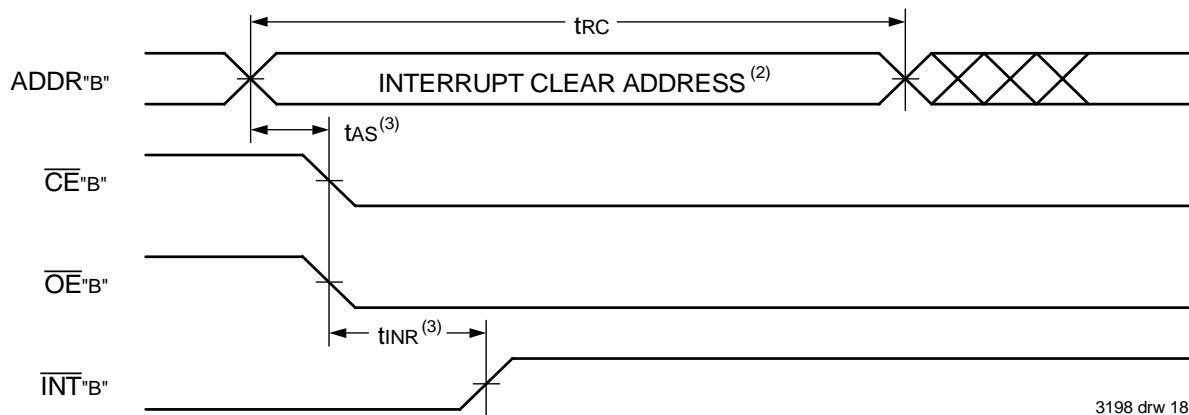 tRC
ADDR"B"
INTERRUPT CLEAR ADDRESS(2)
tAS(3)
CE"B"
OE"B"
tINR(3)
INT"B"
3198 drw 18